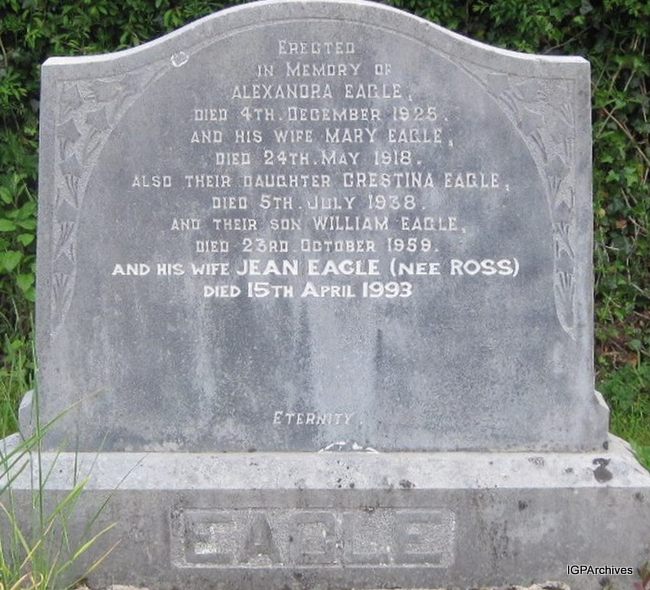 Erected
in Memory of
ALEXANDRA EAGLE,
DIED 4TH. DECEMBER 1925.
AND HIS WIFE MARY EAGLE,
DIED 24TH. MAY 1918.
ALSO THEIR DAUGHTER CRESTINA EAGLE,
DIED 5TH. JULY 1938.
AND THEIR SON WILLIAM EAGLE,
DIED 23RD. OCTOBER 1959.
AND HIS WIFE JEAN EAGLE (NEE ROSS)
DIED 15TH APRIL 1993
ETERNITY.
EAGLE
IGPArchives